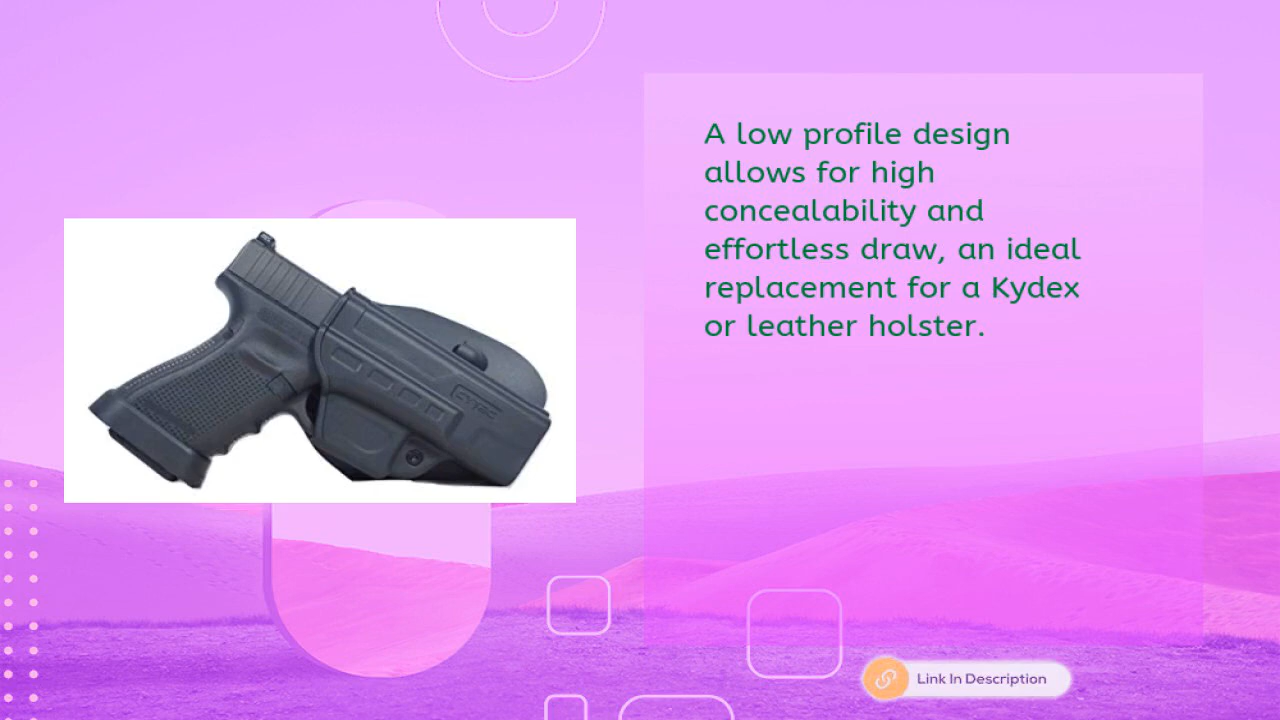 A low profile design
allows for high
concealability and
effortless draw, an ideal
replacement for a Kydex
or leather holster.
Link In Description